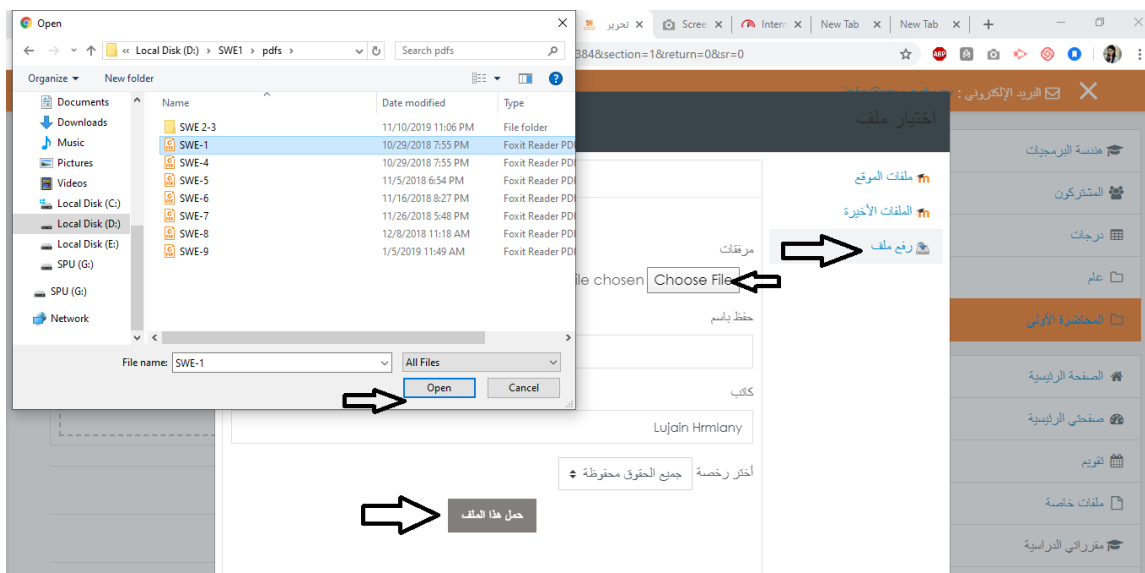 Open
تحرير
Scree
Intern
New Tab
New Tab
« Local Disk (D:) › SWE1 › pdfs ›
Search pdfs
384&section=1&return=0&sr=0
ABP
Organize
New folder
البريد الإلكتروني :
اختيار ملف
Documents
Downloads
Music
Pictures
Videos
Local Disk (C:)
Local Disk (D:)
Local Disk (E:)
SPU (G:)
SPU (G:)
Network
Name Date modified Type
SWE 2-3 11/10/2019 11:06 PM File folder
SWE-1 10/29/2018 7:55 PM Foxit Reader PDF
SWE-4 10/29/2018 7:55 PM Foxit Reader PDF
SWE-5 11/5/2018 6:54 PM Foxit Reader PDF
SWE-6 11/16/2018 8:27 PM Foxit Reader PDF
SWE-7 11/26/2018 5:48 PM Foxit Reader PDF
SWE-8 12/8/2018 11:18 AM Foxit Reader PDF
SWE-9 1/5/2019 11:49 AM Foxit Reader PDF
File name: SWE-1
All Files
Open
Cancel
ملفات الموقع
الملفات الأخيرة
رفع ملف
مرفقات
ile chosen Choose File
حفظ باسم
كاتب
Lujain Hrmlany
أختر رخصة جميع الحقوق محفوظة
حمل هذا الملف
هندسة البرمجيات
المشتركون
درجات
عام
المحاضرة الأولى
الصفحة الرئيسية
صفحتي الرئيسية
تقويم
ملفات خاصة
مقرراتي الدراسية